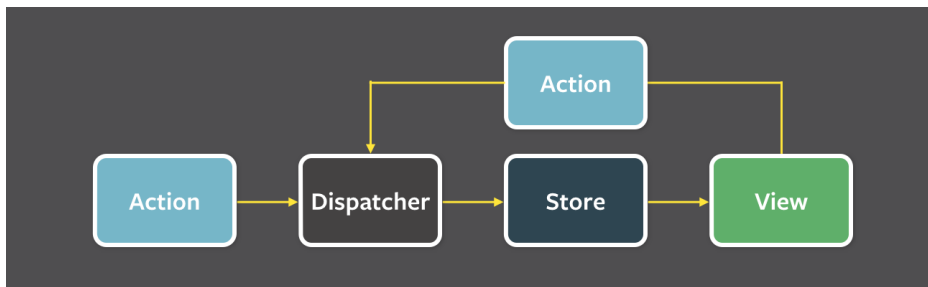 Action
Action
Dispatcher
Store
View